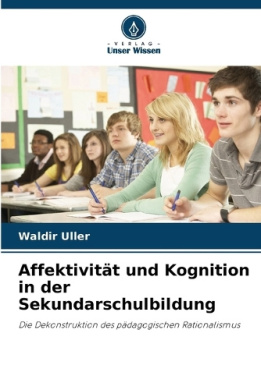 - VERLAG -
Unser Wissen
Waldir Uller
Affektivität und Kognition
in der
Sekundarschulbildung
Die Dekonstruktion des pädagogischen Rationalismus